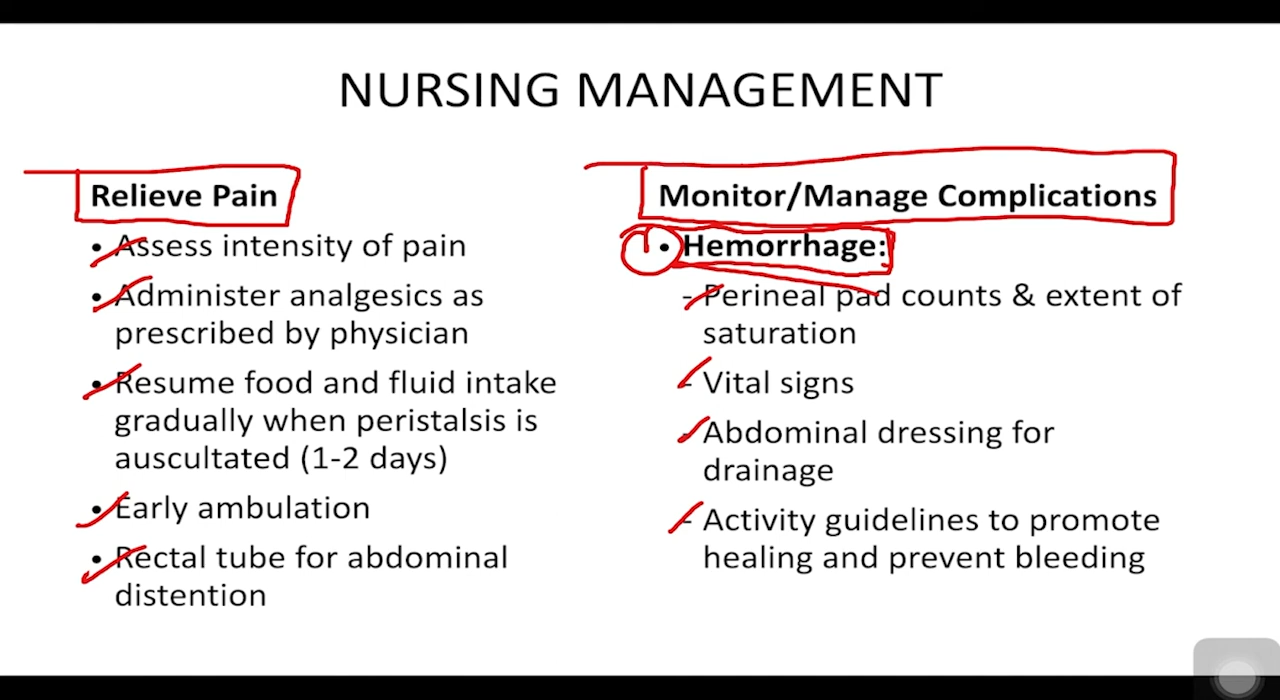 NURSING MANAGEMENT
Relieve Pain
• Assess intensity of pain
• Administer analgesics as
prescribed by physician
• Resume food and fluid intake
gradually when peristalsis is
auscultated (1-2 days)
• Early ambulation
• Rectal tube for abdominal
distention
Monitor/Manage Complications
• Hemorrhage:
- Perineal pad counts & extent of
saturation
- Vital signs
- Abdominal dressing for
drainage
- Activity guidelines to promote
healing and prevent bleeding